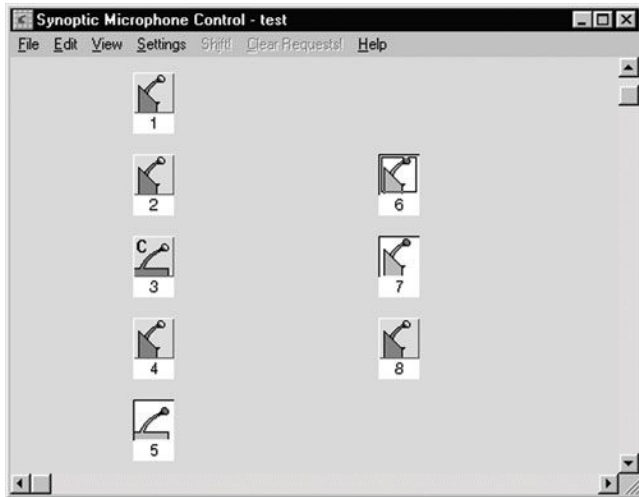 Synoptic Microphone Control - test
File Edit View Settings Shift! Clear Requests! Help
1
2 6
C
3 7
4 8
5